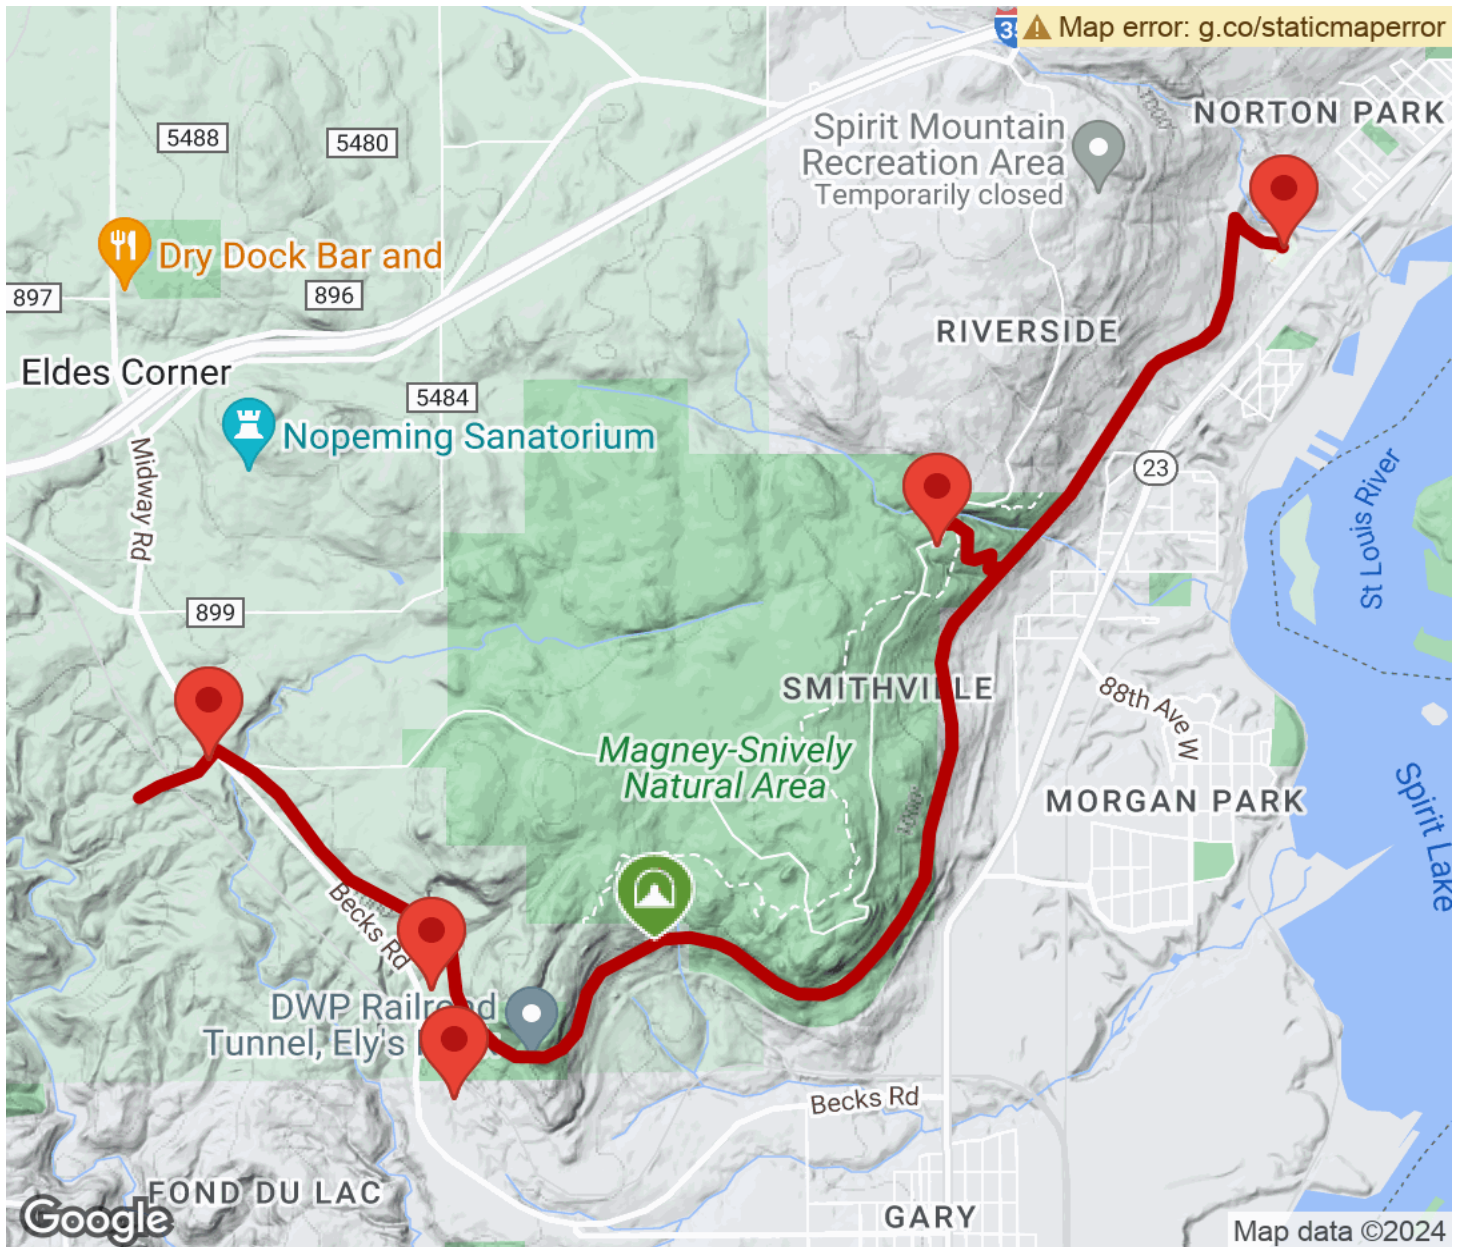 35
Map error: g.co/staticmaperror
NORTON PARK
Spirit Mountain
Recreation Area
Temporarily closed
5488
5480
Dry Dock Bar and
897
896
RIVERSIDE
Eldes Corner
5484
Nopeming Sanatorium
Midway Rd
23
St Louis River
899
SMITHVILLE
88th Ave W
Magney-Snively
Natural Area
MORGAN PARK
Spirit Lake
1000'
1000'
Becks Rd
DWP Railroad
Tunnel, Ely's
Becks Rd
FOND DU LAC
GARY
Google
Map data ©2024